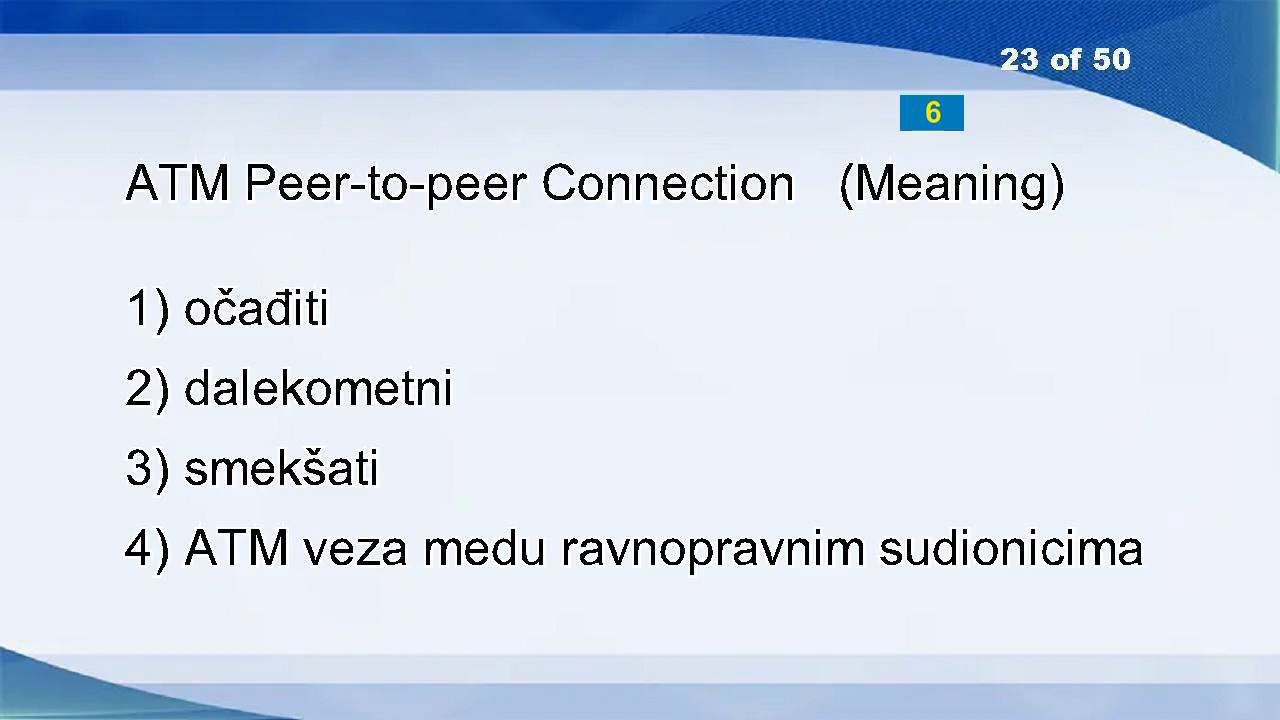 23 of 50
6
ATM Peer-to-peer Connection (Meaning)
1) očađiti
2) dalekometni
3) smekšati
4) ATM veza medu ravnopravnim sudionicima